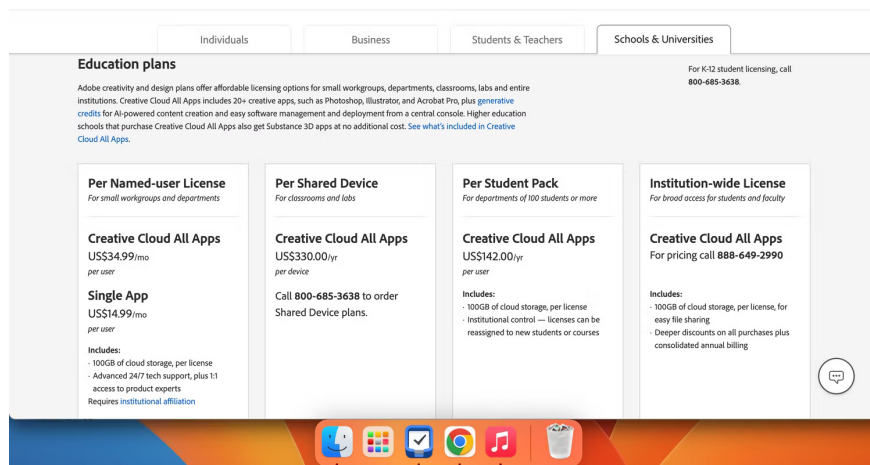 Individuals
Business
Students & Teachers
Schools & Universities
Education plans
For K-12 student licensing, call
800-685-3638.
Adobe creativity and design plans offer affordable licensing options for small workgroups, departments, classrooms, labs and entire
institutions. Creative Cloud All Apps includes 20+ creative apps, such as Photoshop, Illustrator, and Acrobat Pro, plus generative
credits for AI-powered content creation and easy software management and deployment from a central console. Higher education
schools that purchase Creative Cloud All Apps also get Substance 3D apps at no additional cost. See what's included in Creative
Cloud All Apps.
Per Named-user License
For small workgroups and departments
Creative Cloud All Apps
US$34.99/mo
per user
Single App
US$14.99/mo
per user
Includes:
· 100GB of cloud storage, per license
· Advanced 24/7 tech support, plus 1:1
access to product experts
Requires institutional affiliation
Per Shared Device
For classrooms and labs
Creative Cloud All Apps
US$330.00/yr
per device
Call 800-685-3638 to order
Shared Device plans.
Per Student Pack
For departments of 100 students or more
Creative Cloud All Apps
US$142.00/yr
per user
Includes:
· 100GB of cloud storage, per license
· Institutional control — licenses can be
reassigned to new students or courses
Institution-wide License
For broad access for students and faculty
Creative Cloud All Apps
For pricing call 888-649-2990
Includes:
· 100GB of cloud storage, per license, for
easy file sharing
· Deeper discounts on all purchases plus
consolidated annual billing